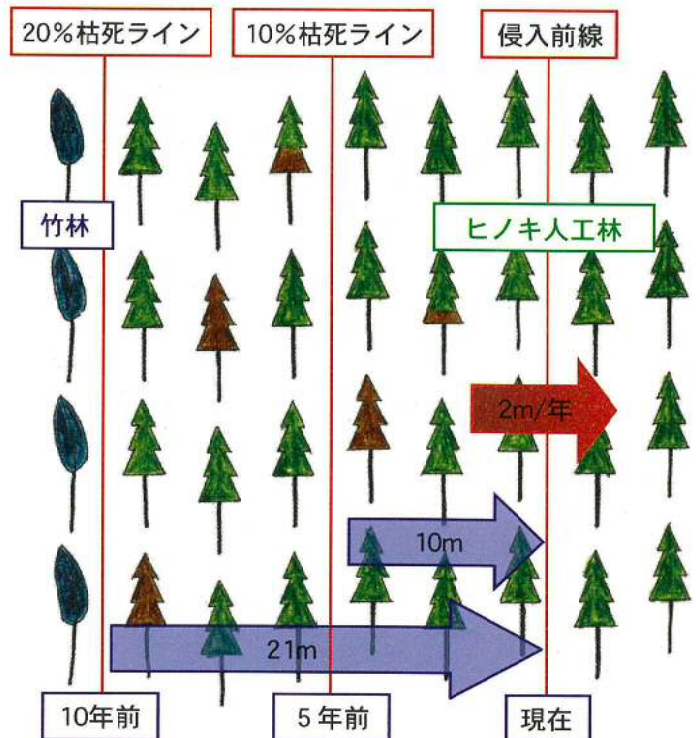 20%枯死ライン
10%枯死ライン
侵入前線
竹林
ヒノキ人工林
2m/年
10m
21m
10年前
5年前
現在